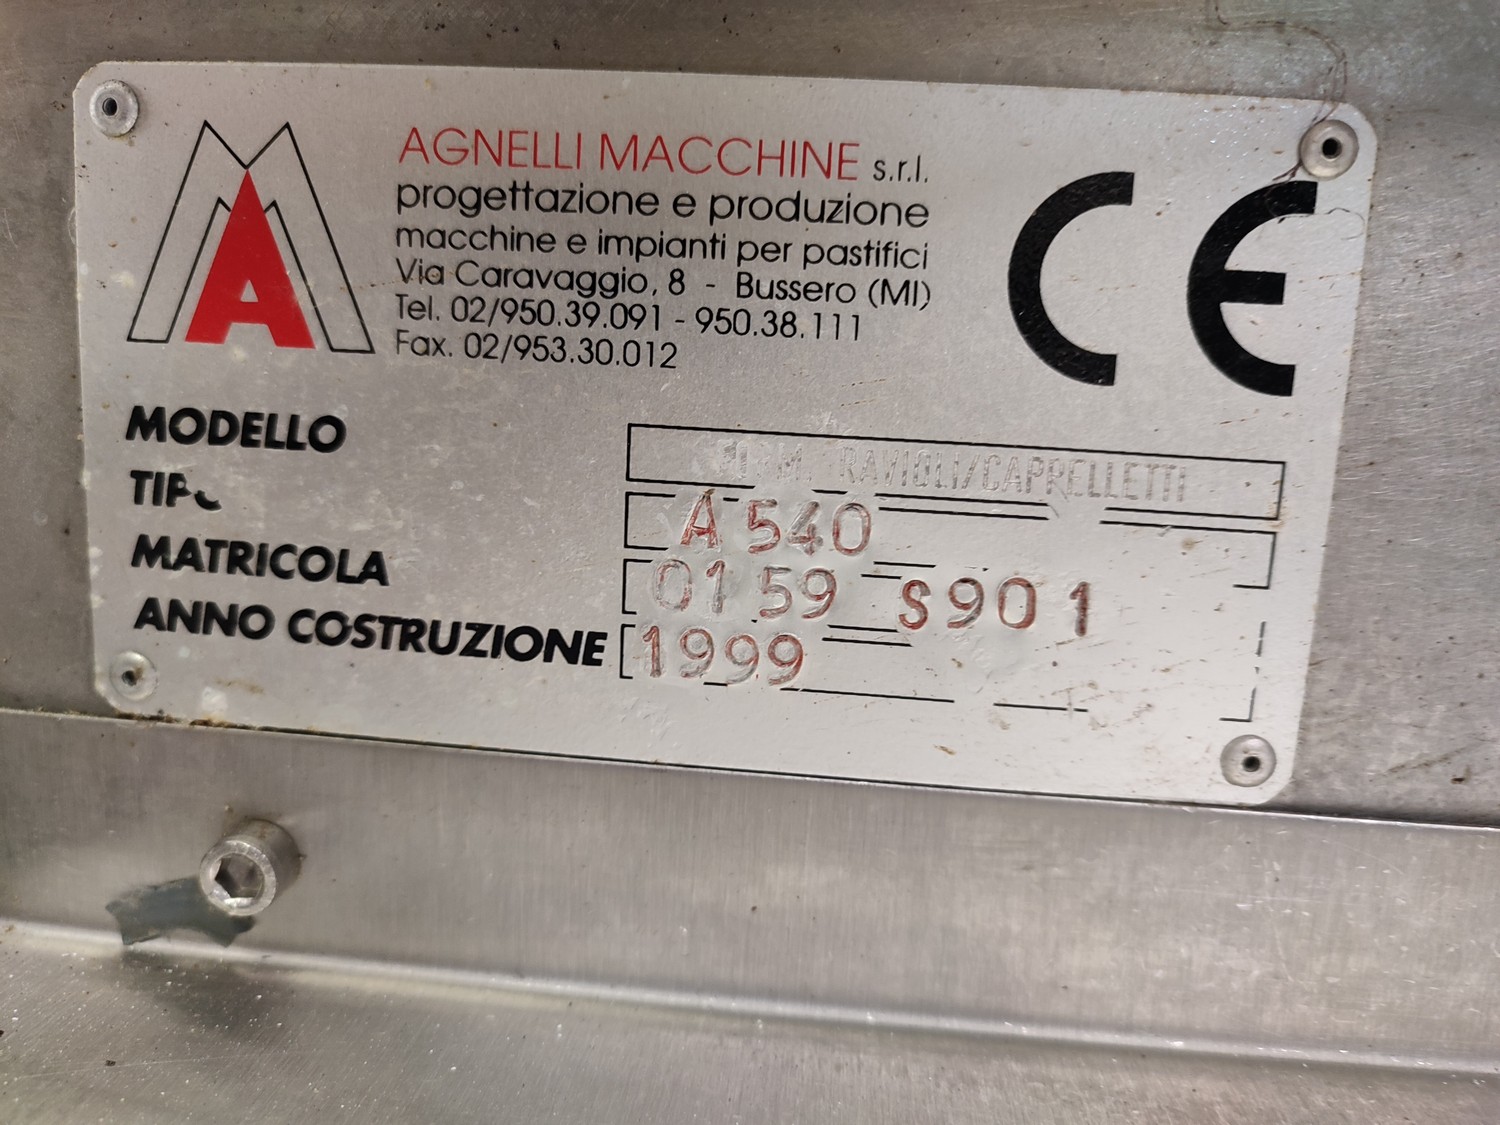 A
AGNELLI MACCHINE s.r.l.
progettazione e produzione
macchine e impianti per pastifici
Via Caravaggio, 8 - Bussero (MI)
Tel. 02/950.39.091 - 950.38.111
Fax. 02/953.30.012
CE
MODELLO RAVIOLI/CAPPELLETTI
TIPO A 540
MATRICOLA 0159 S901
ANNO COSTRUZIONE 1999